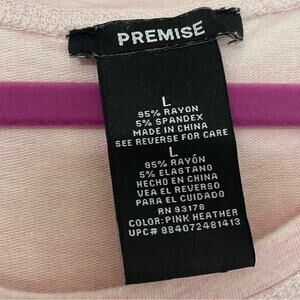 PREMISE
L
95% RAYON
5% SPANDEX
MADE IN CHINA
SEE REVERSE FOR CARE
L
95% RAYÓN
5% ELASTANO
HECHO EN CHINA
VEA EL REVERSO
PARA EL CUIDADO
RN 93178
COLOR: PINK HEATHER
UPC# 884072481413